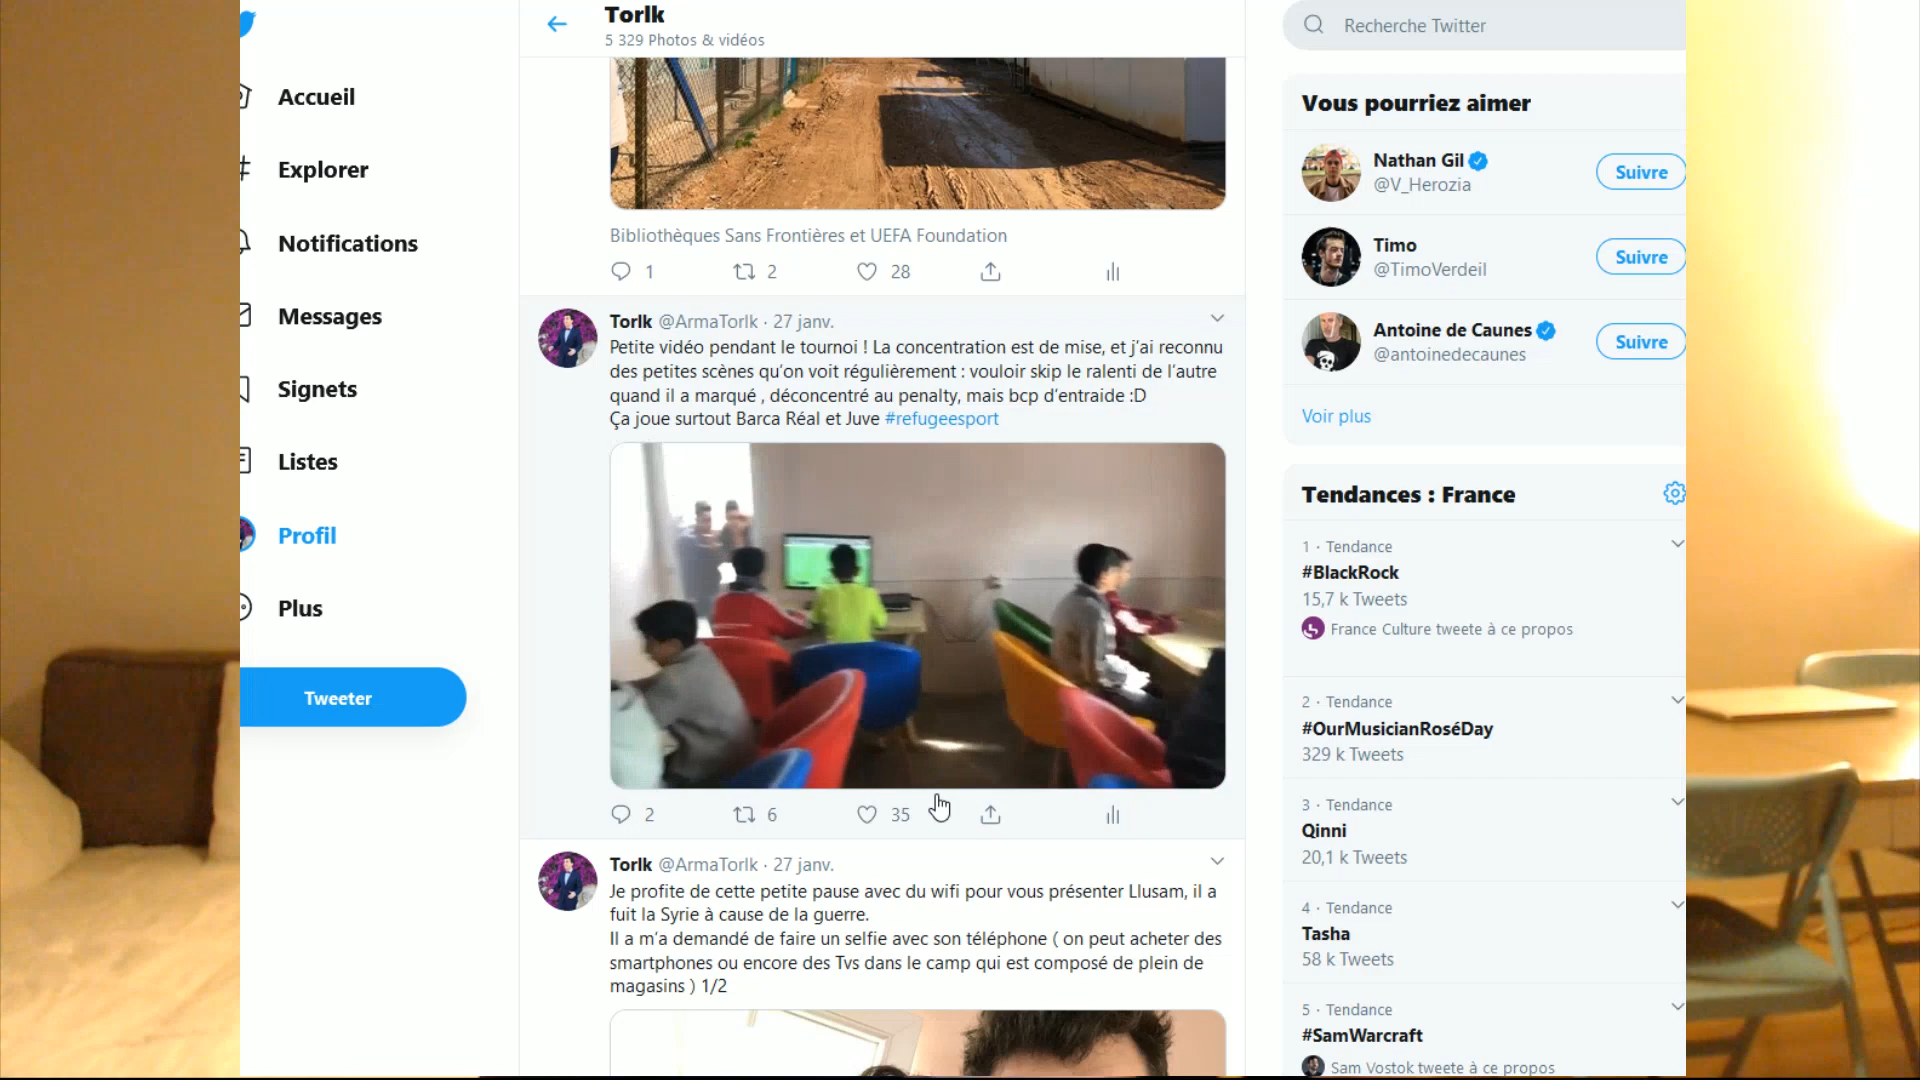 Torlk
5 329 Photos & vidéos
Recherche Twitter
Accueil
Explorer
Notifications
Messages
Signets
Listes
Profil
Plus
Tweeter
Bibliothèques Sans Frontières et UEFA Foundation
1 2 28
Torlk @ArmaTorlk · 27 janv.
Petite vidéo pendant le tournoi ! La concentration est de mise, et j'ai reconnu
des petites scènes qu'on voit régulièrement : vouloir skip le ralenti de l'autre
quand il a marqué , déconcentré au penalty, mais bcp d'entraide :D
Ça joue surtout Barca Réal et Juve #refugeesport
2 6 35
Torlk @ArmaTorlk · 27 janv.
Je profite de cette petite pause avec du wifi pour vous présenter Llusam, il a
fuit la Syrie à cause de la guerre.
Il a m'a demandé de faire un selfie avec son téléphone ( on peut acheter des
smartphones ou encore des Tvs dans le camp qui est composé de plein de
magasins ) 1/2
Vous pourriez aimer
Nathan Gil
@V_Herozia
Suivre
Timo
@TimoVerdeil
Suivre
Antoine de Caunes
@antoinedecaunes
Suivre
Voir plus
Tendances : France
1 · Tendance
#BlackRock
15,7 k Tweets
France Culture tweete à ce propos
2 · Tendance
#OurMusicianRoséDay
329 k Tweets
3 · Tendance
Qinni
20,1 k Tweets
4 · Tendance
Tasha
58 k Tweets
5 · Tendance
#SamWarcraft
Sam Vostok tweete à ce propos